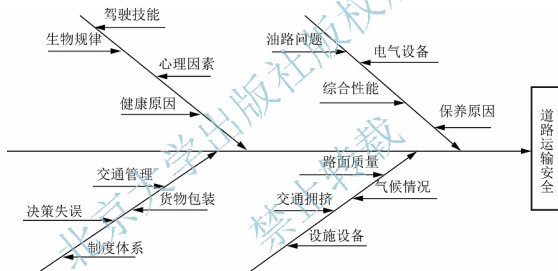 驾驶技能
生物规律
心理因素
健康原因
油路问题
电气设备
综合性能
保养原因
道路运输安全
交通管理
货物包装
决策失误
制度体系
路面质量
气候情况
交通拥挤
设施设备
北京大学出版社版权所有
禁止转载